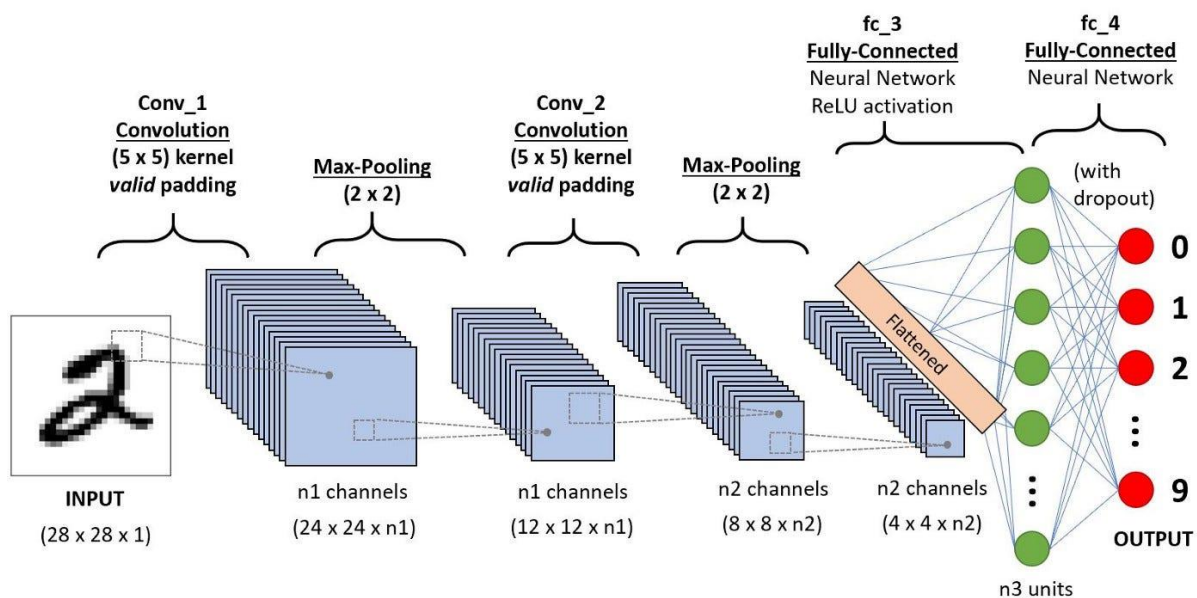 Conv_1
Convolution
(5 x 5) kernel
valid padding
Max-Pooling
(2 x 2)
Conv_2
Convolution
(5 x 5) kernel
valid padding
Max-Pooling
(2 x 2)
fc_3
Fully-Connected
Neural Network
ReLU activation
fc_4
Fully-Connected
Neural Network
(with
dropout)
INPUT
(28 x 28 x 1)
n1 channels
(24 x 24 x n1)
n1 channels
(12 x 12 x n1)
n2 channels
(8 x 8 x n2)
n2 channels
(4 x 4 x n2)
Flattened
n3 units
0
1
2
9
OUTPUT
2